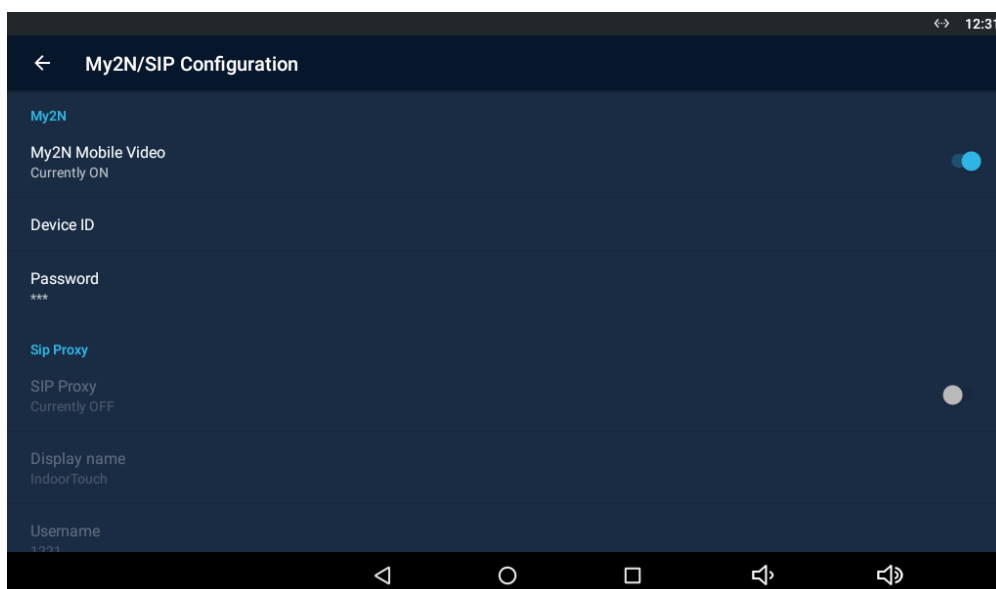 12:31
My2N/SIP Configuration
My2N
My2N Mobile Video
Currently ON
Device ID
Password
***
Sip Proxy
SIP Proxy
Currently OFF
Display name
IndoorTouch
Username
1221